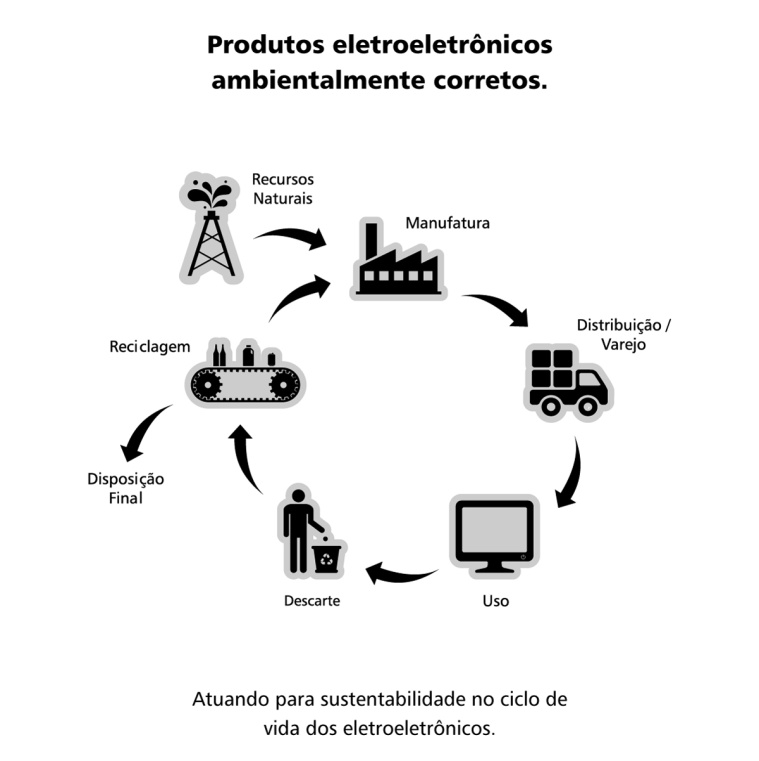 Produtos eletroeletrônicos
ambientalmente corretos.
Recursos
Naturais
Manufatura
Distribuição /
Varejo
Reciclagem
Disposição
Final
Descarte
Uso
Atuando para sustentabilidade no ciclo de
vida dos eletroeletrônicos.